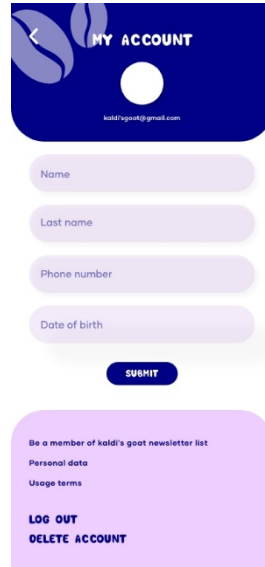 MY ACCOUNT
kaldi'sgoat@gmail.com
Name
Last name
Phone number
Date of birth
SUBMIT
Be a member of kaldi's goat newsletter list
Personal data
Usage terms
LOG OUT
DELETE ACCOUNT